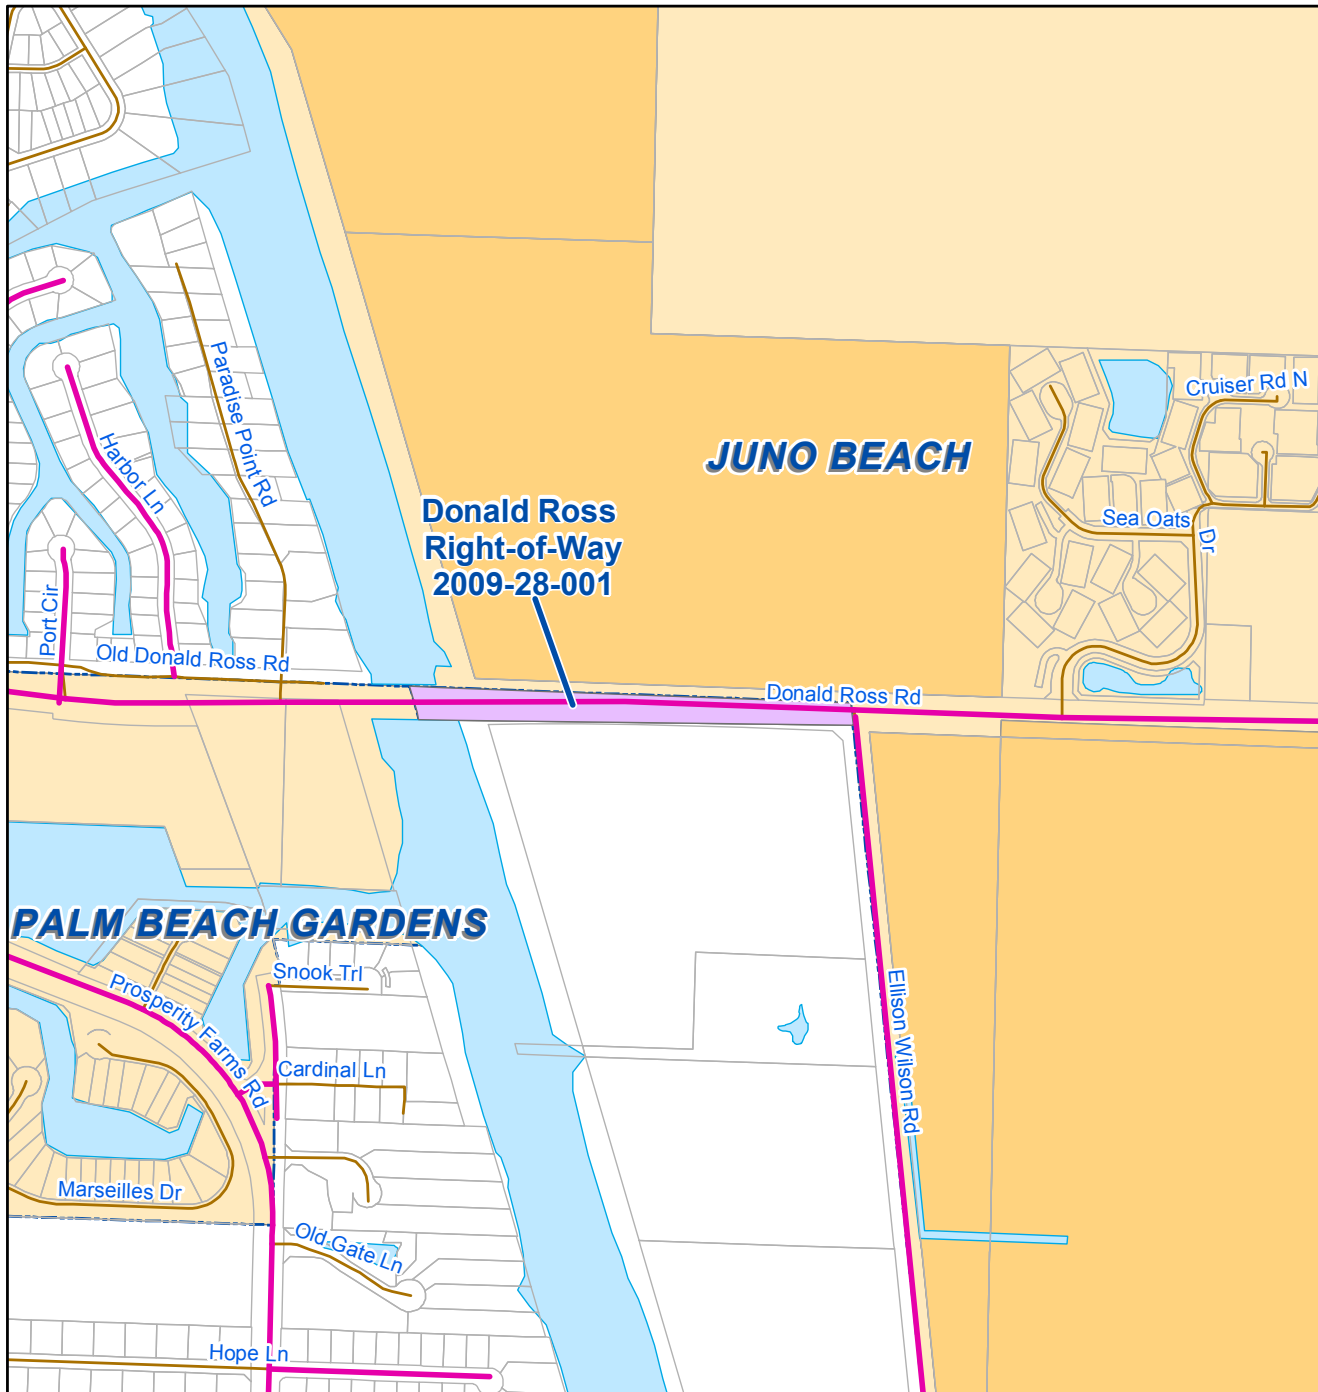 Cruiser Rd N
Paradise Point Rd
Harbor Ln
JUNO BEACH
Donald Ross
Right-of-Way
2009-28-001
Sea Oats
Dr
Port Cir
Old Donald Ross Rd
Donald Ross Rd
PALM BEACH GARDENS
Snook Trl
Prosperity Farms Rd
Ellison Wilson Rd
Cardinal Ln
Marseilles Dr
Old Gate Ln
Hope Ln